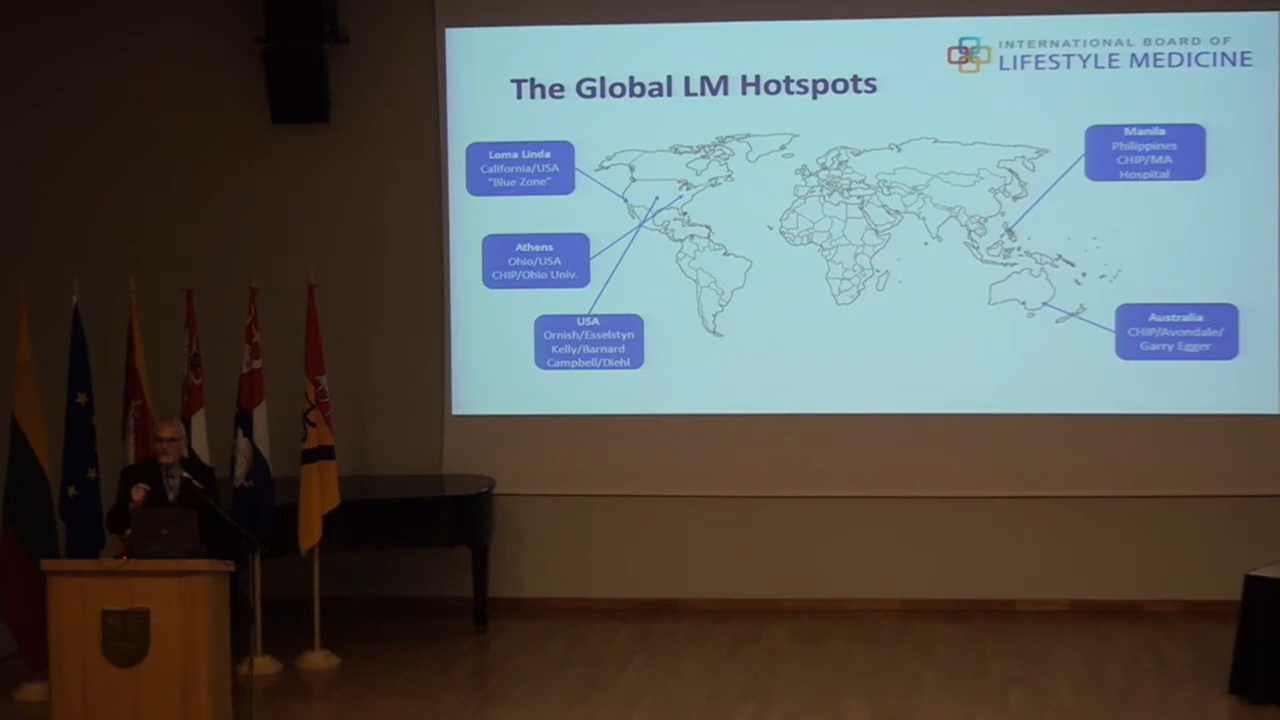 INTERNATIONAL BOARD OF
LIFESTYLE MEDICINE
The Global LM Hotspots
Loma Linda
California/USA
"Blue Zone"
Athens
Ohio/USA
CHIP/Ohio Univ.
USA
Ornish/Esselstyn
Kelly/Barnard
Campbell/Diehl
Manila
Philippines
CHIP/MA
Hospital
Australia
CHIP/Avondale/
Garry Egger